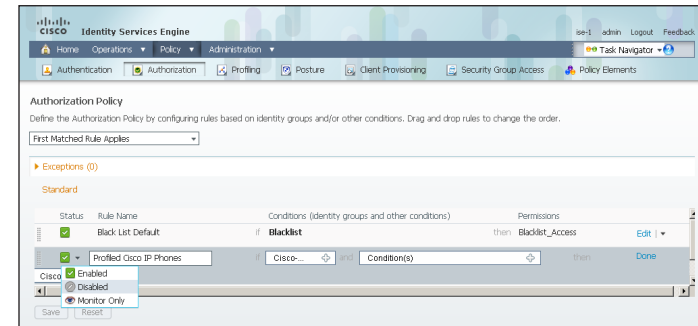 CISCO Identity Services Engine
ise-1 admin Logout Feedback
Home Operations Policy Administration
Task Navigator
Authentication Authorization Profiling Posture Client Provisioning Security Group Access Policy Elements
Authorization Policy
Define the Authorization Policy by configuring rules based on identity groups and/or other conditions. Drag and drop rules to change the order.
First Matched Rule Applies
Exceptions (0)
Standard
Status Rule Name Conditions (identity groups and other conditions) Permissions
Black List Default if Blacklist then Blacklist_Access Edit |
Profiled Cisco IP Phones if Cisco-... and Condition(s) then Done
Cisco
Enabled
Disabled
Monitor Only
Save Reset